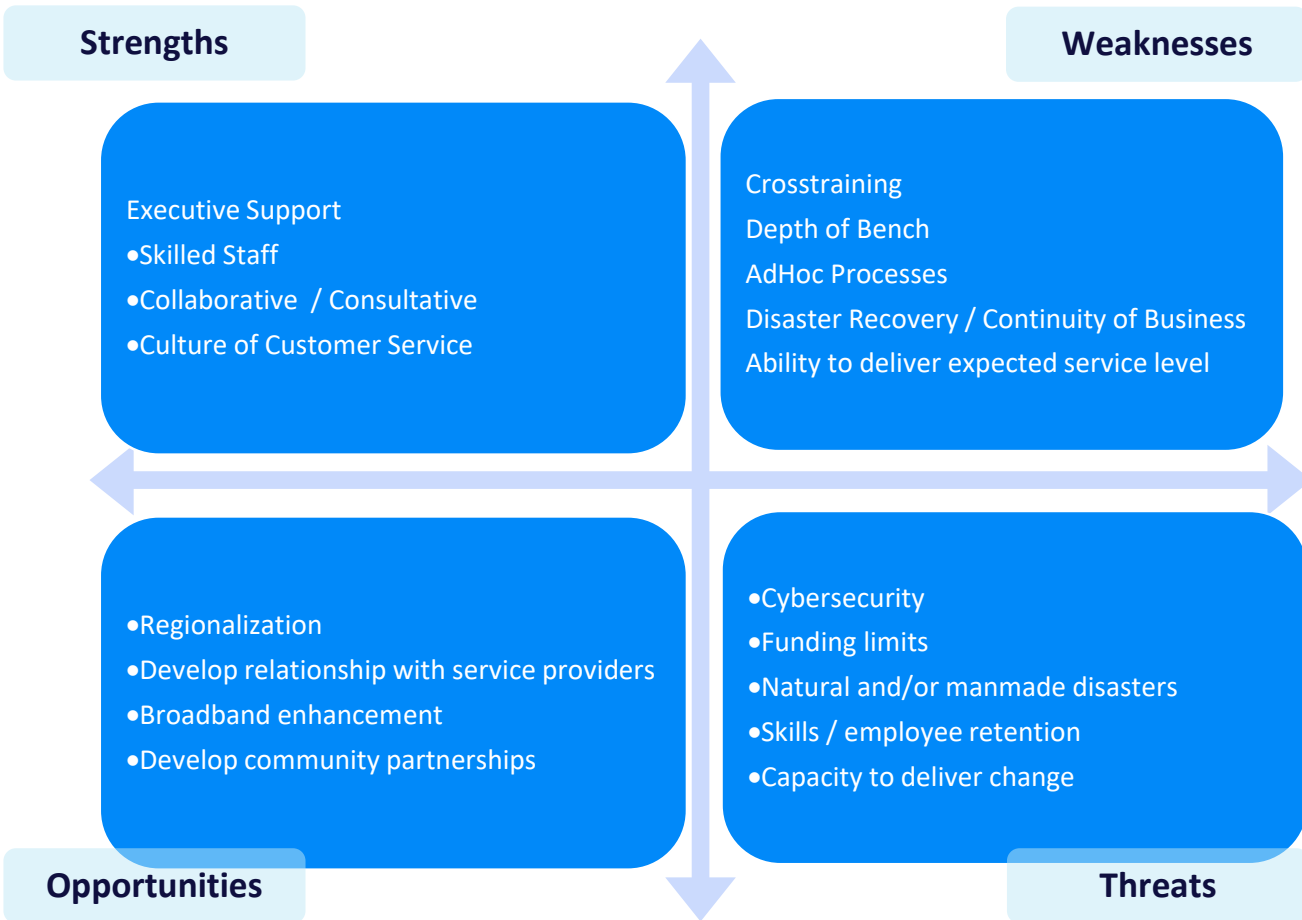 Strengths
Weaknesses
Executive Support
•Skilled Staff
•Collaborative / Consultative
•Culture of Customer Service
Crosstraining
Depth of Bench
AdHoc Processes
Disaster Recovery / Continuity of Business
Ability to deliver expected service level
•Regionalization
•Develop relationship with service providers
•Broadband enhancement
•Develop community partnerships
•Cybersecurity
•Funding limits
•Natural and/or manmade disasters
•Skills / employee retention
•Capacity to deliver change
Opportunities
Threats